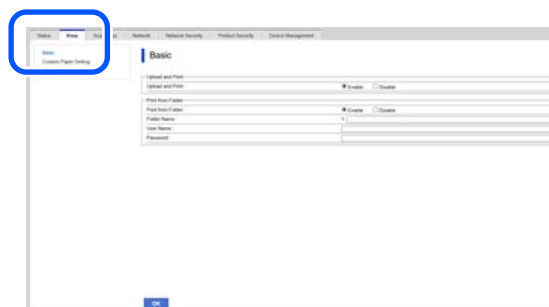 Status Print Network Network Security Product Security Device Management
Basic
Custom Paper Setting
Basic
Upload and Print
Upload and Print : Enable Disable
Print from Folder
Print from Folder : Enable Disable
Folder Name : \
User Name :
Password :
OK